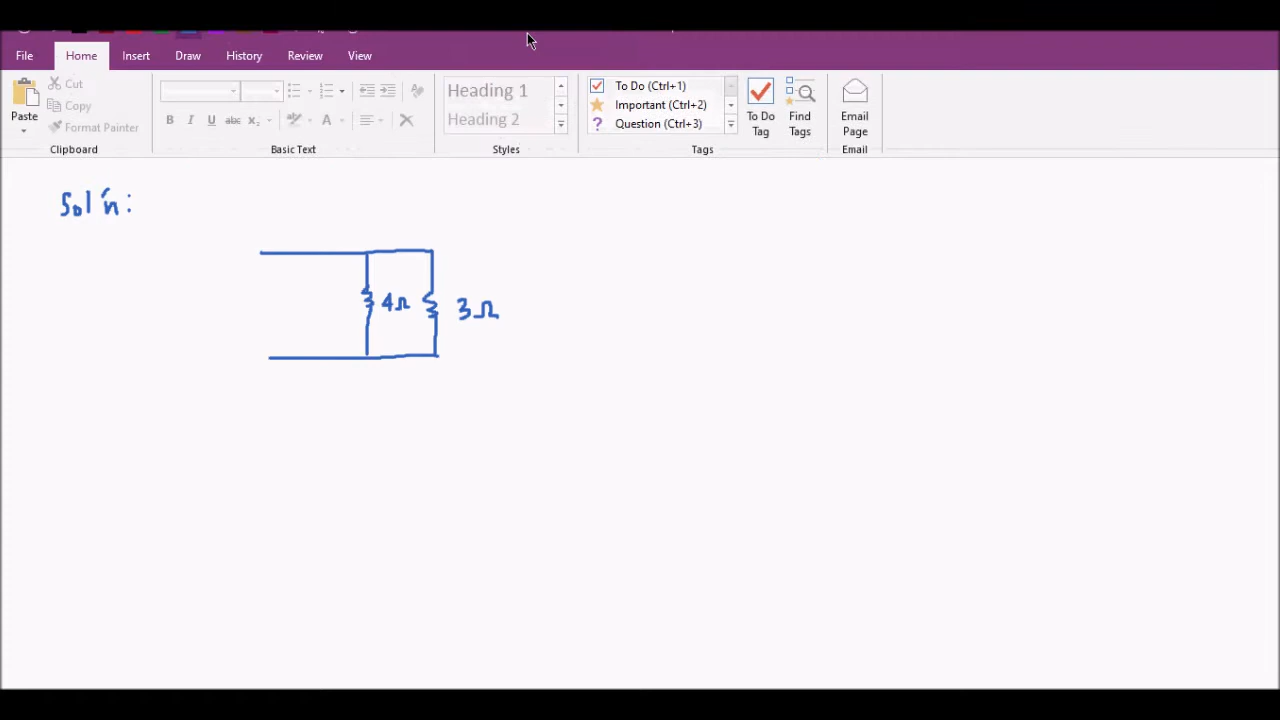 File Home Insert Draw History Review View
Cut
Copy
Format Painter
Paste
Clipboard
B I U abc x₂ A
Basic Text
Heading 1
Heading 2
Styles
To Do (Ctrl+1)
Important (Ctrl+2)
? Question (Ctrl+3)
To Do
Tag
Find
Tags
Tags
Email
Page
Email
Sol'n:
4Ω
3Ω